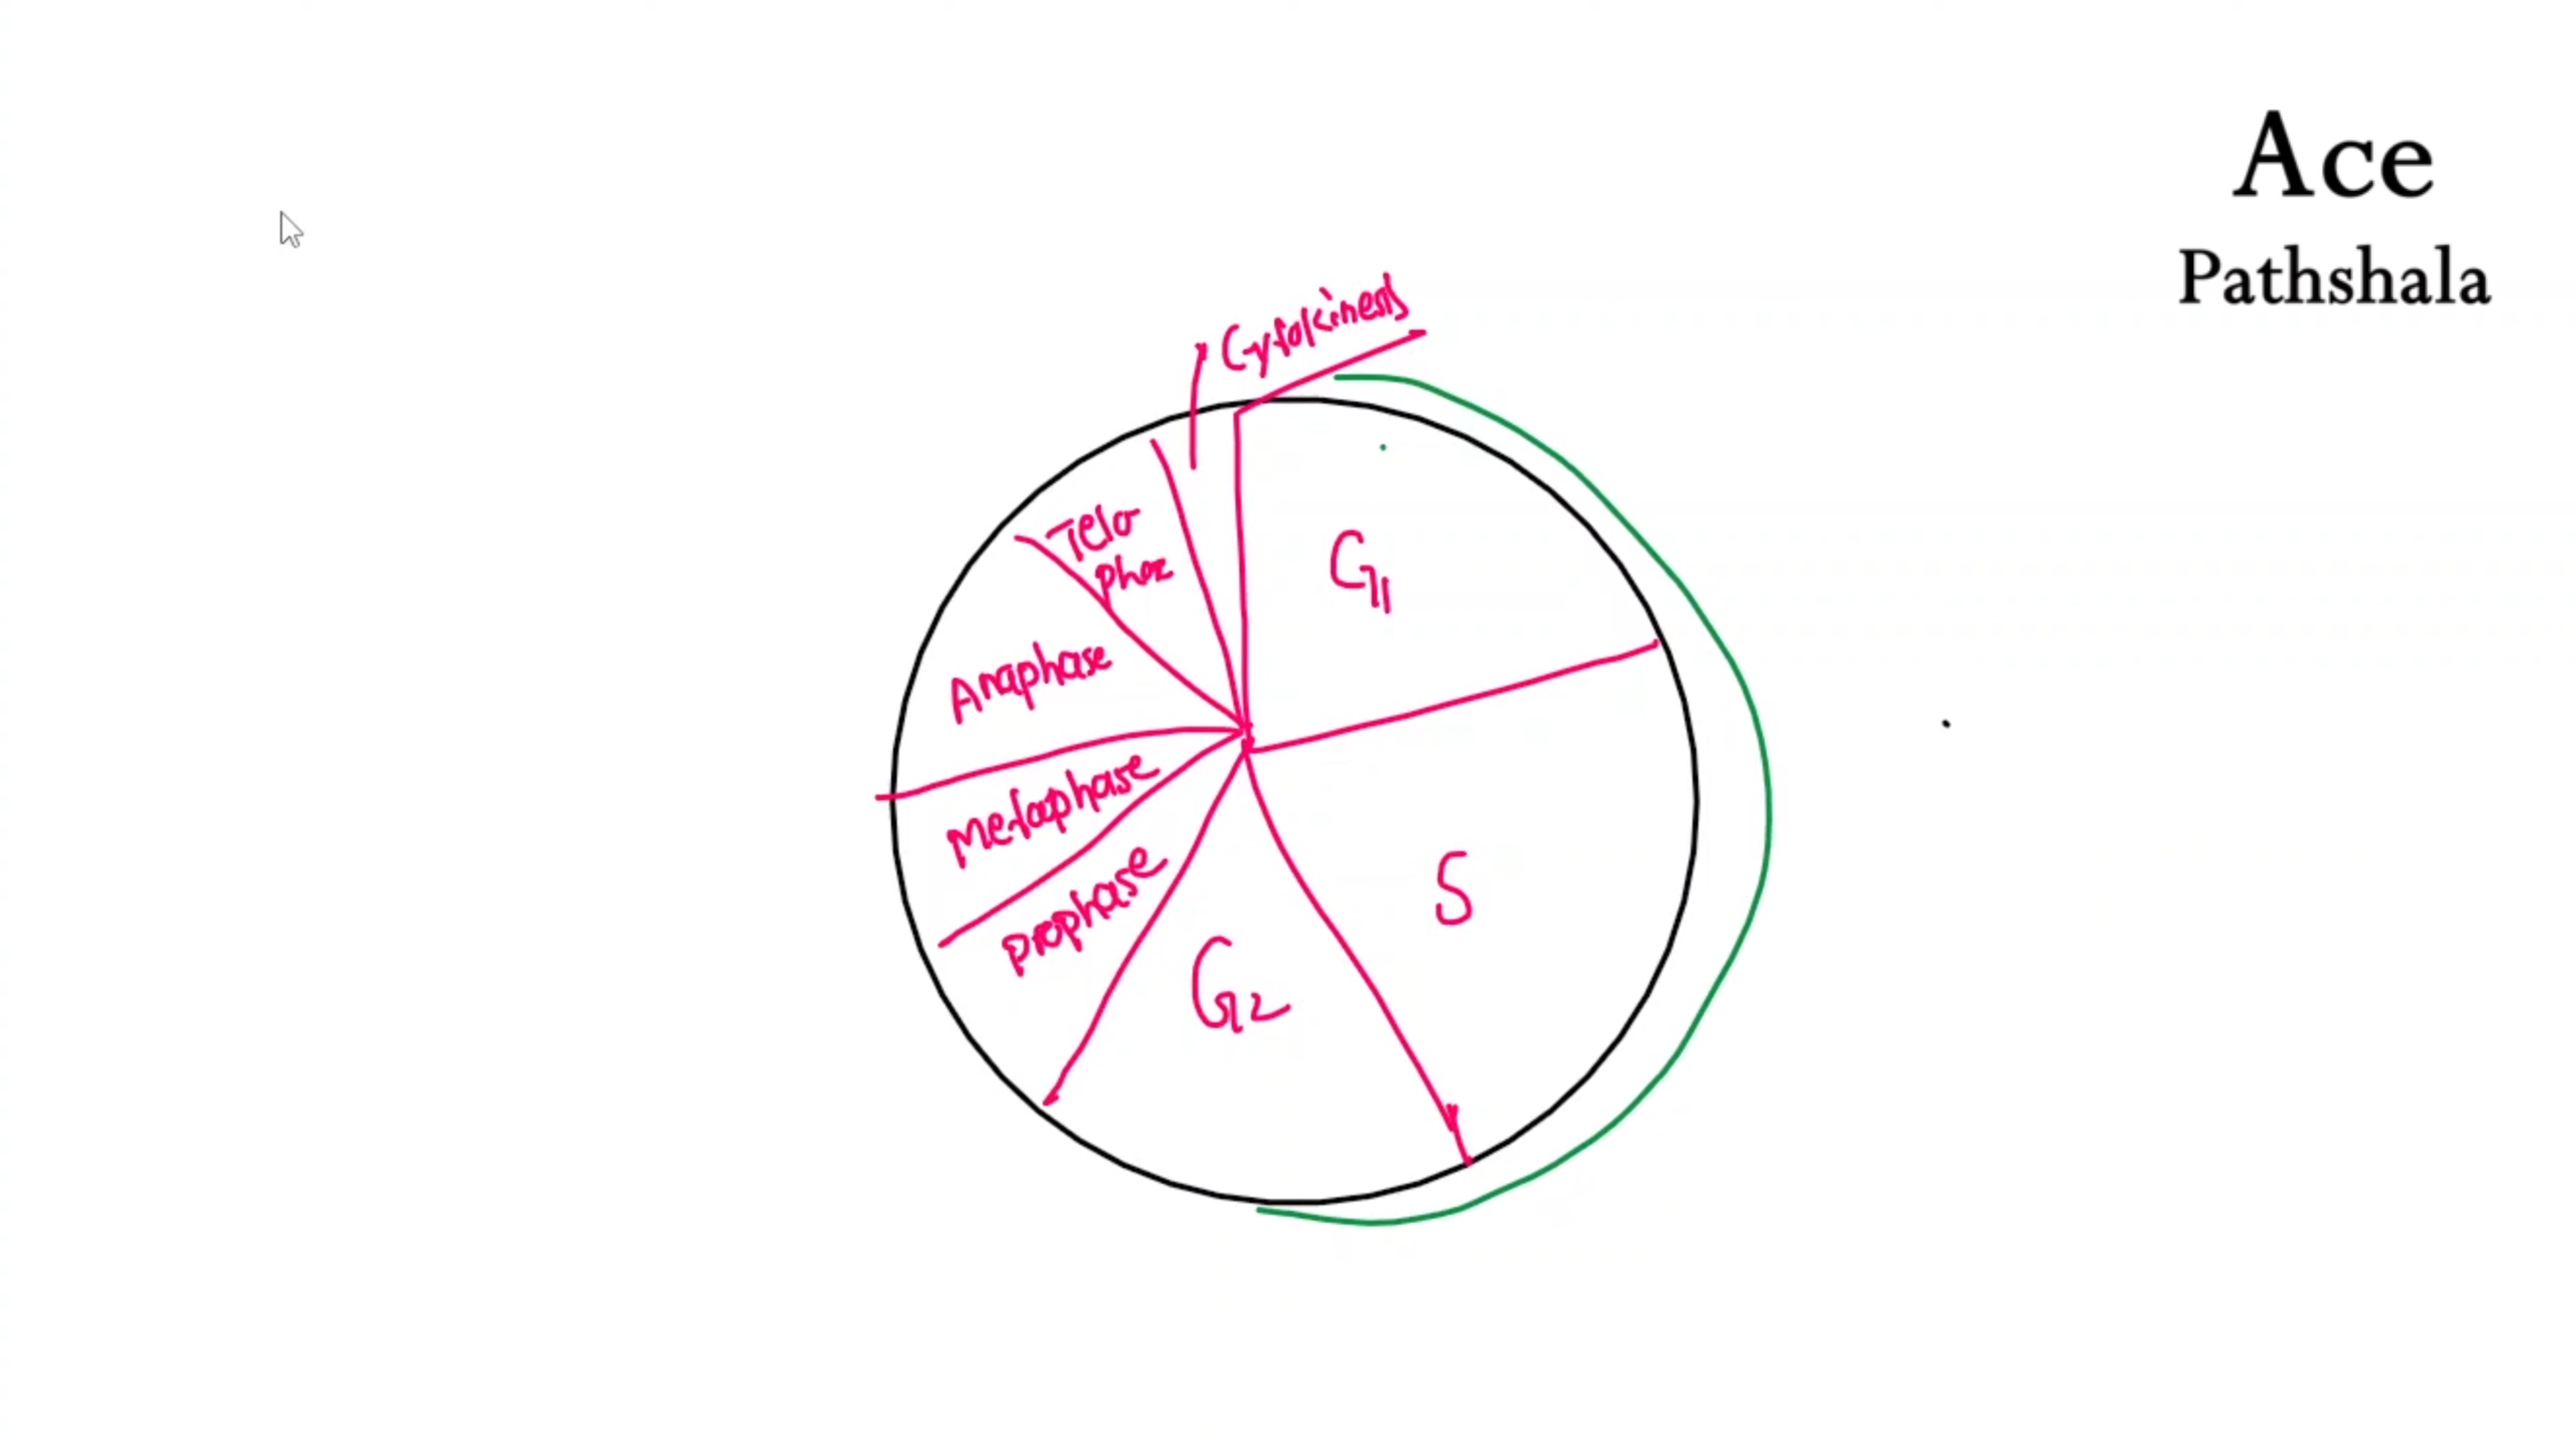 Ace
Pathshala
Cytokinesis
Telo
phase
G1
Anaphase
Metaphase
prophase
S
G2